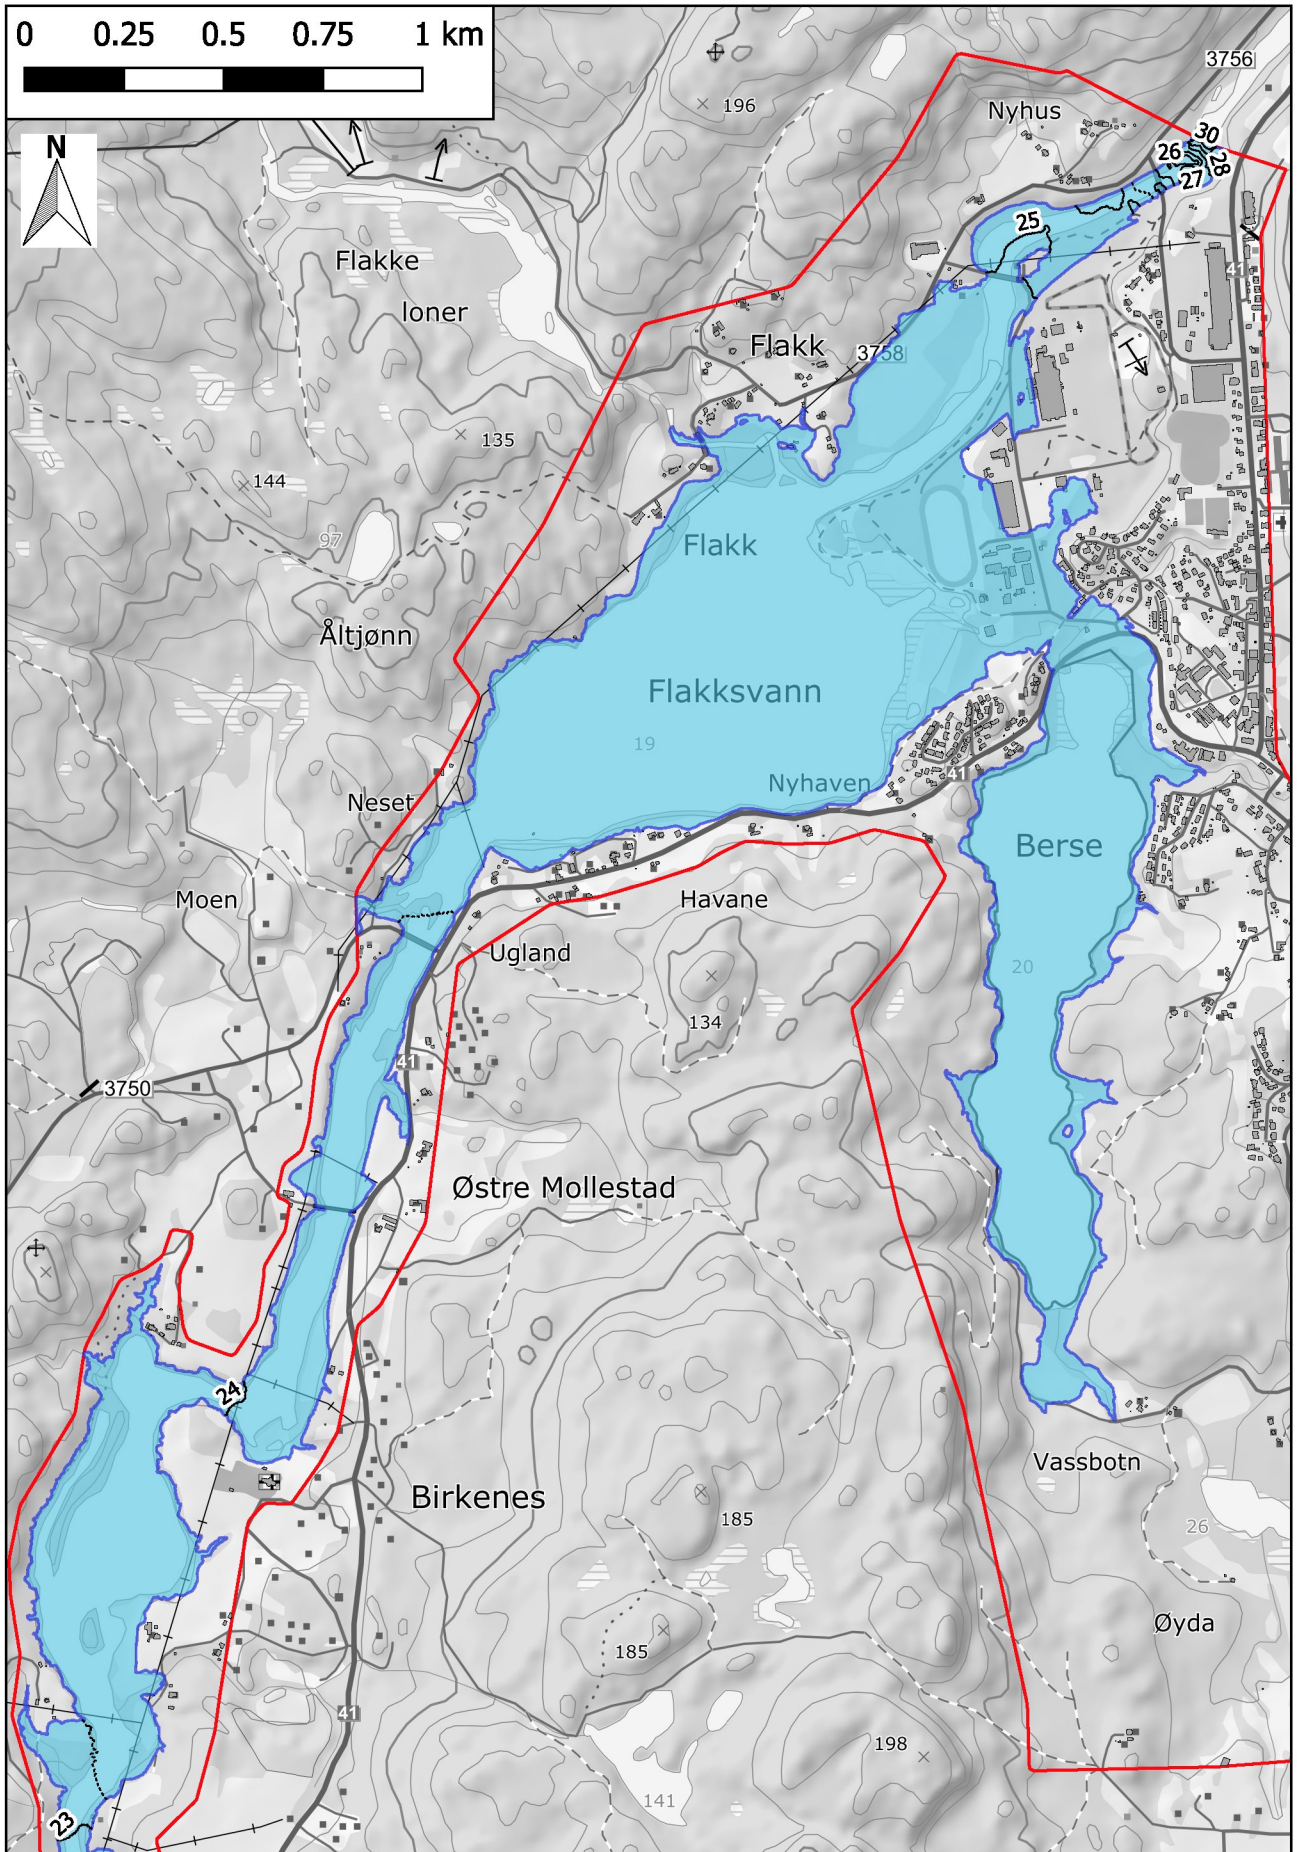 0 0.25 0.5 0.75 1 km
N
3756
196
Nyhus
30
26
28
27
25
Flakke
loner
41
Flakk
3758
135
144
97
Flakk
Åltjønn
Flakksvann
19
Nyhaven
41
Neset
Berse
Moen
Havane
Ugland
20
134
41
3750
Østre Mollestad
24
Vassbotn
Birkenes
185
26
Øyda
185
41
198
141
23